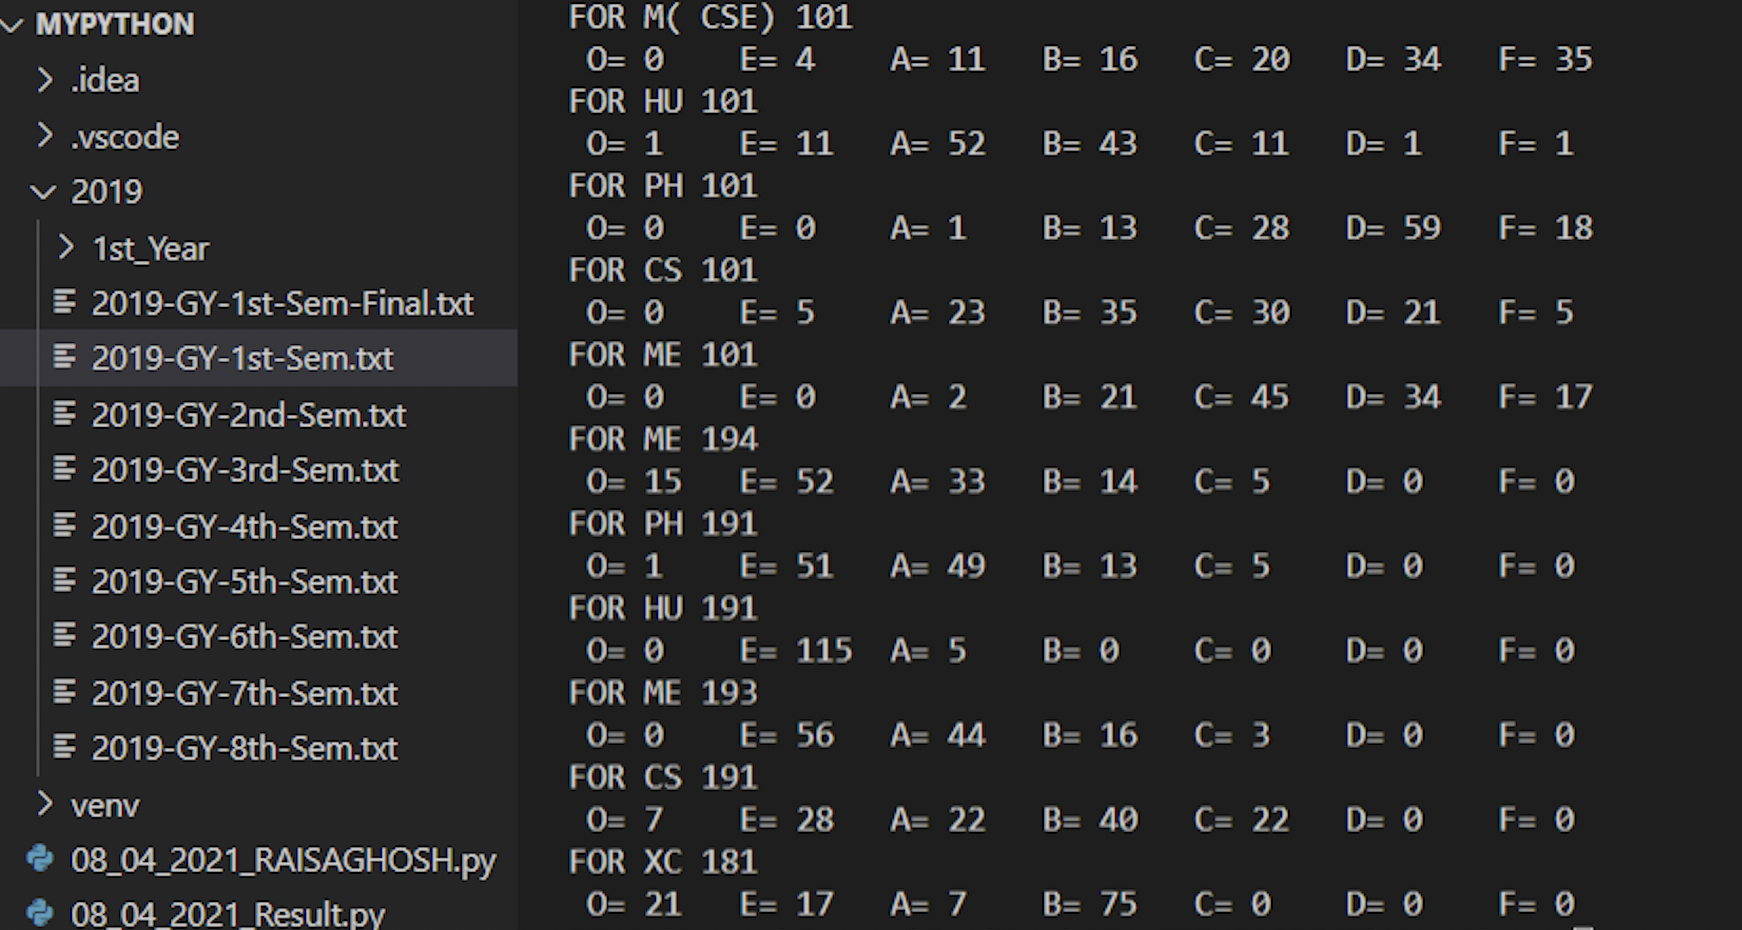 MYPYTHON
.idea
.vscode
2019
1st_Year
2019-GY-1st-Sem-Final.txt
2019-GY-1st-Sem.txt
2019-GY-2nd-Sem.txt
2019-GY-3rd-Sem.txt
2019-GY-4th-Sem.txt
2019-GY-5th-Sem.txt
2019-GY-6th-Sem.txt
2019-GY-7th-Sem.txt
2019-GY-8th-Sem.txt
venv
08_04_2021_RAISAGHOSH.py
08_04_2021_Result.py
FOR M( CSE) 101
O= 0 E= 4 A= 11 B= 16 C= 20 D= 34 F= 35
FOR HU 101
O= 1 E= 11 A= 52 B= 43 C= 11 D= 1 F= 1
FOR PH 101
O= 0 E= 0 A= 1 B= 13 C= 28 D= 59 F= 18
FOR CS 101
O= 0 E= 5 A= 23 B= 35 C= 30 D= 21 F= 5
FOR ME 101
O= 0 E= 0 A= 2 B= 21 C= 45 D= 34 F= 17
FOR ME 194
O= 15 E= 52 A= 33 B= 14 C= 5 D= 0 F= 0
FOR PH 191
O= 1 E= 51 A= 49 B= 13 C= 5 D= 0 F= 0
FOR HU 191
O= 0 E= 115 A= 5 B= 0 C= 0 D= 0 F= 0
FOR ME 193
O= 0 E= 56 A= 44 B= 16 C= 3 D= 0 F= 0
FOR CS 191
O= 7 E= 28 A= 22 B= 40 C= 22 D= 0 F= 0
FOR XC 181
O= 21 E= 17 A= 7 B= 75 C= 0 D= 0 F= 0